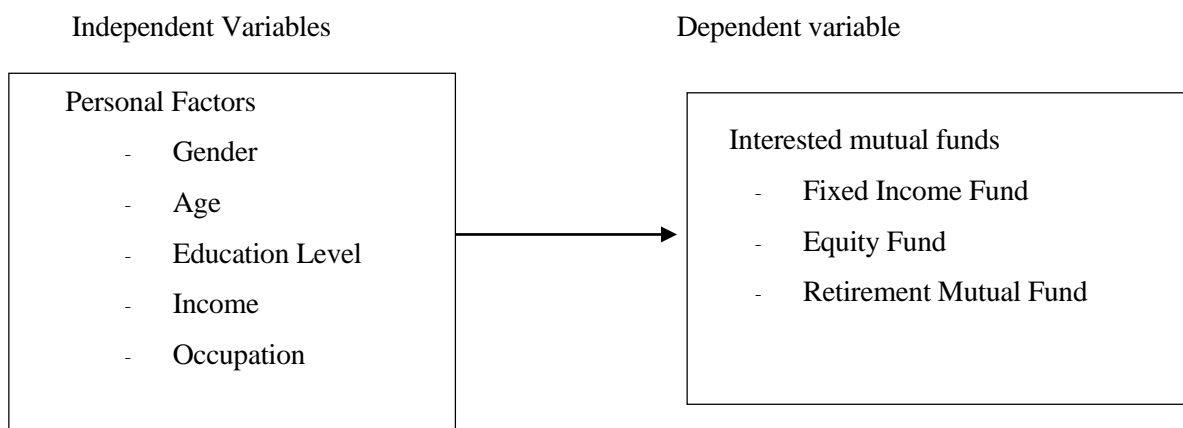 Independent Variables
Dependent variable
Personal Factors
- Gender
- Age
- Education Level
- Income
- Occupation
Interested mutual funds
- Fixed Income Fund
- Equity Fund
- Retirement Mutual Fund